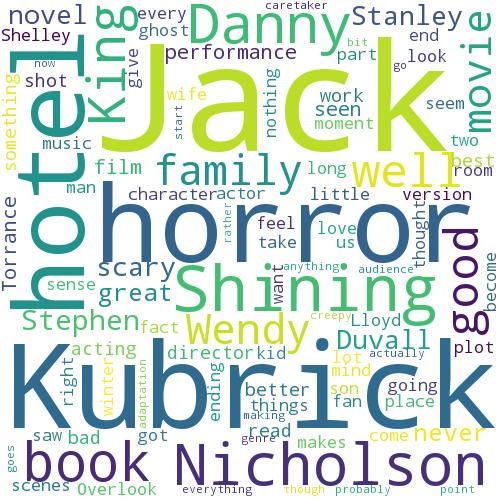 caretaker
novel
every
Danny
Stanley
Shelley
ghost
King
give
performance
part
end
now
shot
bit
look
movie
go
Jack
hotel
something
wife
nothing
work
seen
seem
start
moment
music
two
film
family
long
well
best
man
room
character
actor
little
version
horror
Torrance
rather
feel
love
thought
good
take
us
scary
sense
great
want
anything
audience
become
Shining
Stephen
fact
Wendy
creepy
Lloyd
plot
acting
Duvall
director
kid
lot
actually
right
winter
adaptation
ending
better
mind
son
going
things
fan
place
Kubrick
making
saw
bad
got
read
makes
come
never
genre
goes
book
Nicholson
scenes
Overlook
everything
though
probably
point